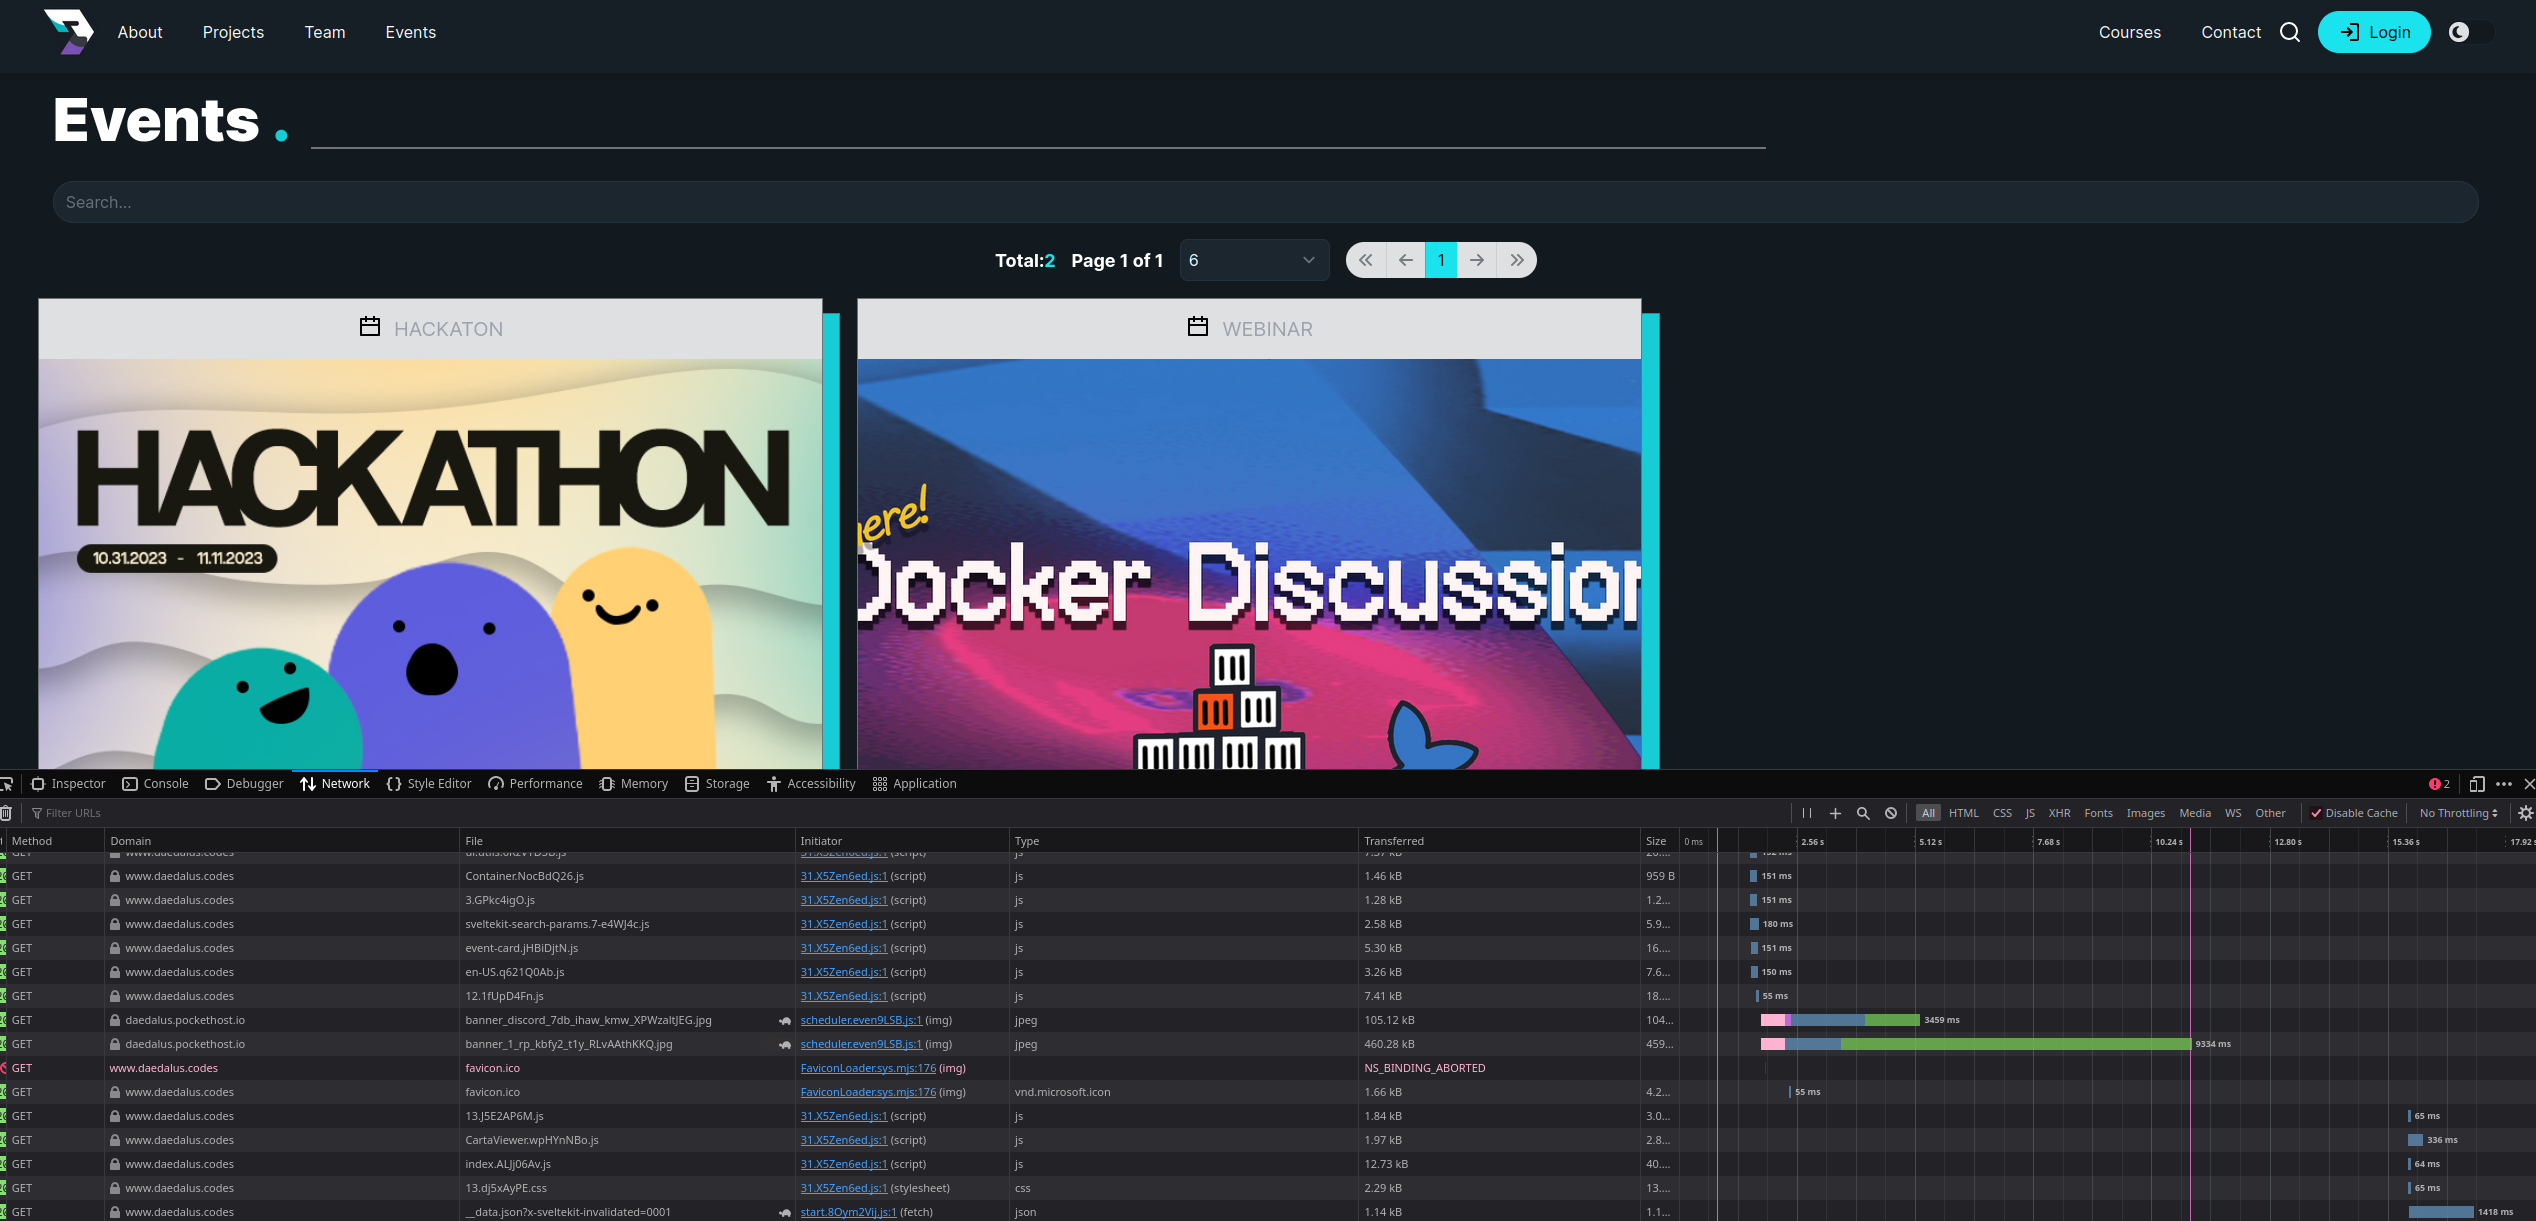 About Projects Team Events Courses Contact Login
Events .
Search...
Total:2 Page 1 of 1 6 1
HACKATON
WEBINAR
HACKATHON
10.31.2023 - 11.11.2023
ere!
Docker Discussion
Inspector Console Debugger Network Style Editor Performance Memory Storage Accessibility Application 2
Filter URLs All HTML CSS JS XHR Fonts Images Media WS Other Disable Cache No Throttling
Method Domain File Initiator Type Transferred Size 0 ms 2.56 s 5.12 s 7.68 s 10.24 s 12.80 s 15.36 s 17.92 s
GET www.daedalus.codes Container.NocBdQ26.js 31.X5Zen6ed.js:1 (script) js 1.46 kB 959 B 151 ms
GET www.daedalus.codes 3.GPkc4igO.js 31.X5Zen6ed.js:1 (script) js 1.28 kB 1.2... 151 ms
GET www.daedalus.codes sveltekit-search-params.7-e4WJ4c.js 31.X5Zen6ed.js:1 (script) js 2.58 kB 5.9... 180 ms
GET www.daedalus.codes event-card.jHBiDjtN.js 31.X5Zen6ed.js:1 (script) js 5.30 kB 16.... 151 ms
GET www.daedalus.codes en-US.q621Q0Ab.js 31.X5Zen6ed.js:1 (script) js 3.26 kB 7.6... 150 ms
GET www.daedalus.codes 12.1fUpD4Fn.js 31.X5Zen6ed.js:1 (script) js 7.41 kB 18.... 55 ms
GET daedalus.pockethost.io banner_discord_7db_ihaw_kmw_XPWzaltJEG.jpg scheduler.even9LSB.js:1 (img) jpeg 105.12 kB 104... 3459 ms
GET daedalus.pockethost.io banner_1_rp_kbfy2_t1y_RLvAAthKKQ.jpg scheduler.even9LSB.js:1 (img) jpeg 460.28 kB 459... 9334 ms
GET www.daedalus.codes favicon.ico FaviconLoader.sys.mjs:176 (img) NS_BINDING_ABORTED
GET www.daedalus.codes favicon.ico FaviconLoader.sys.mjs:176 (img) vnd.microsoft.icon 1.66 kB 4.2... 55 ms
GET www.daedalus.codes 13.J5E2AP6M.js 31.X5Zen6ed.js:1 (script) js 1.84 kB 3.0... 65 ms
GET www.daedalus.codes CartaViewer.wpHYnNBo.js 31.X5Zen6ed.js:1 (script) js 1.97 kB 2.8... 336 ms
GET www.daedalus.codes index.ALJj06Av.js 31.X5Zen6ed.js:1 (script) js 12.73 kB 40.... 64 ms
GET www.daedalus.codes 13.dj5xAyPE.css 31.X5Zen6ed.js:1 (stylesheet) css 2.29 kB 13.... 65 ms
GET www.daedalus.codes __data.json?x-sveltekit-invalidated=0001 start.8Oym2Vij.js:1 (fetch) json 1.14 kB 1.1... 1418 ms